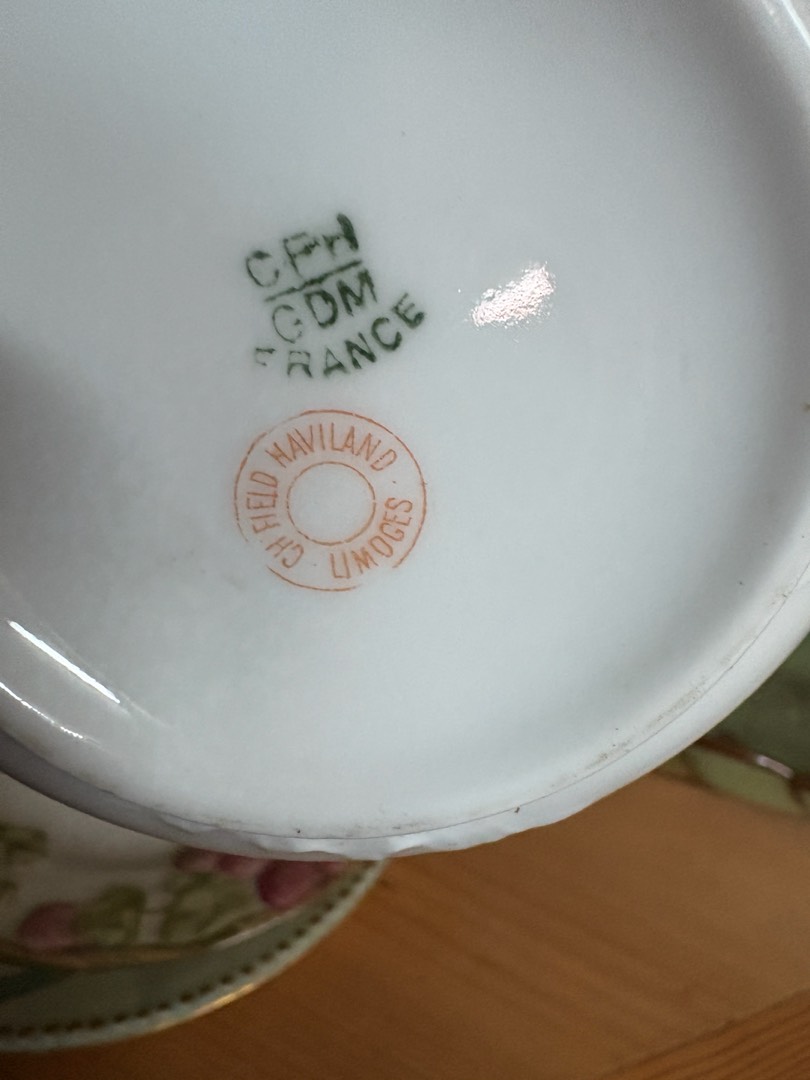 CFH
GDM
FRANCE
CH FIELD HAVILAND
LIMOGES